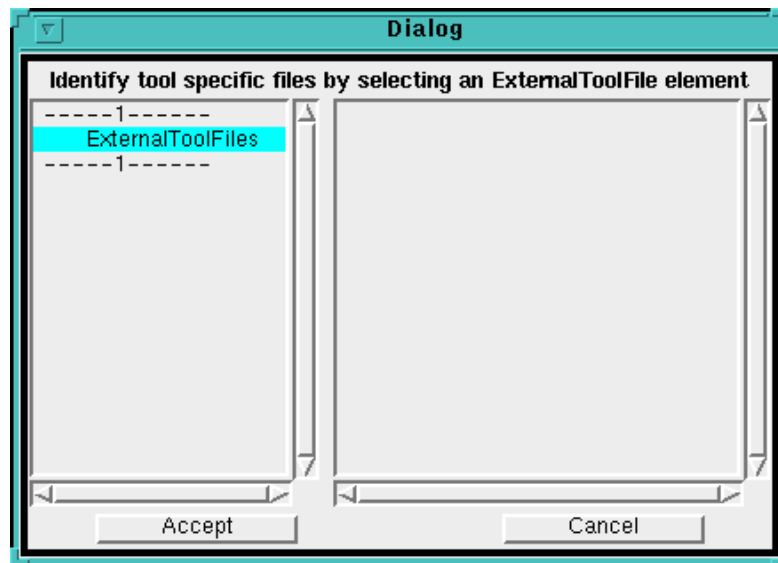 Dialog
Identify tool specific files by selecting an ExternalToolFile element
-----1------
ExternalToolFiles
-----1------
Accept
Cancel